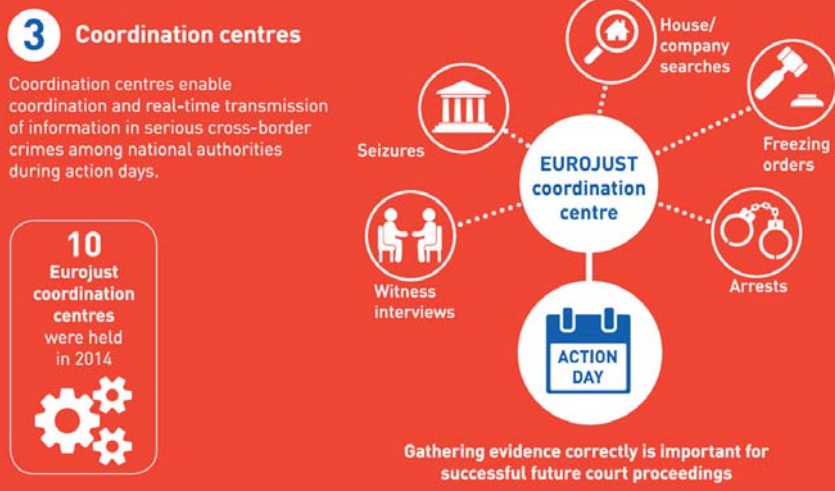 3 Coordination centres
Coordination centres enable
coordination and real-time transmission
of information in serious cross-border
crimes among national authorities
during action days.
10
Eurojust
coordination
centres
were held
in 2014
House/
company
searches
Seizures
Freezing
orders
EUROJUST
coordination
centre
Witness
interviews
Arrests
ACTION
DAY
Gathering evidence correctly is important for
successful future court proceedings